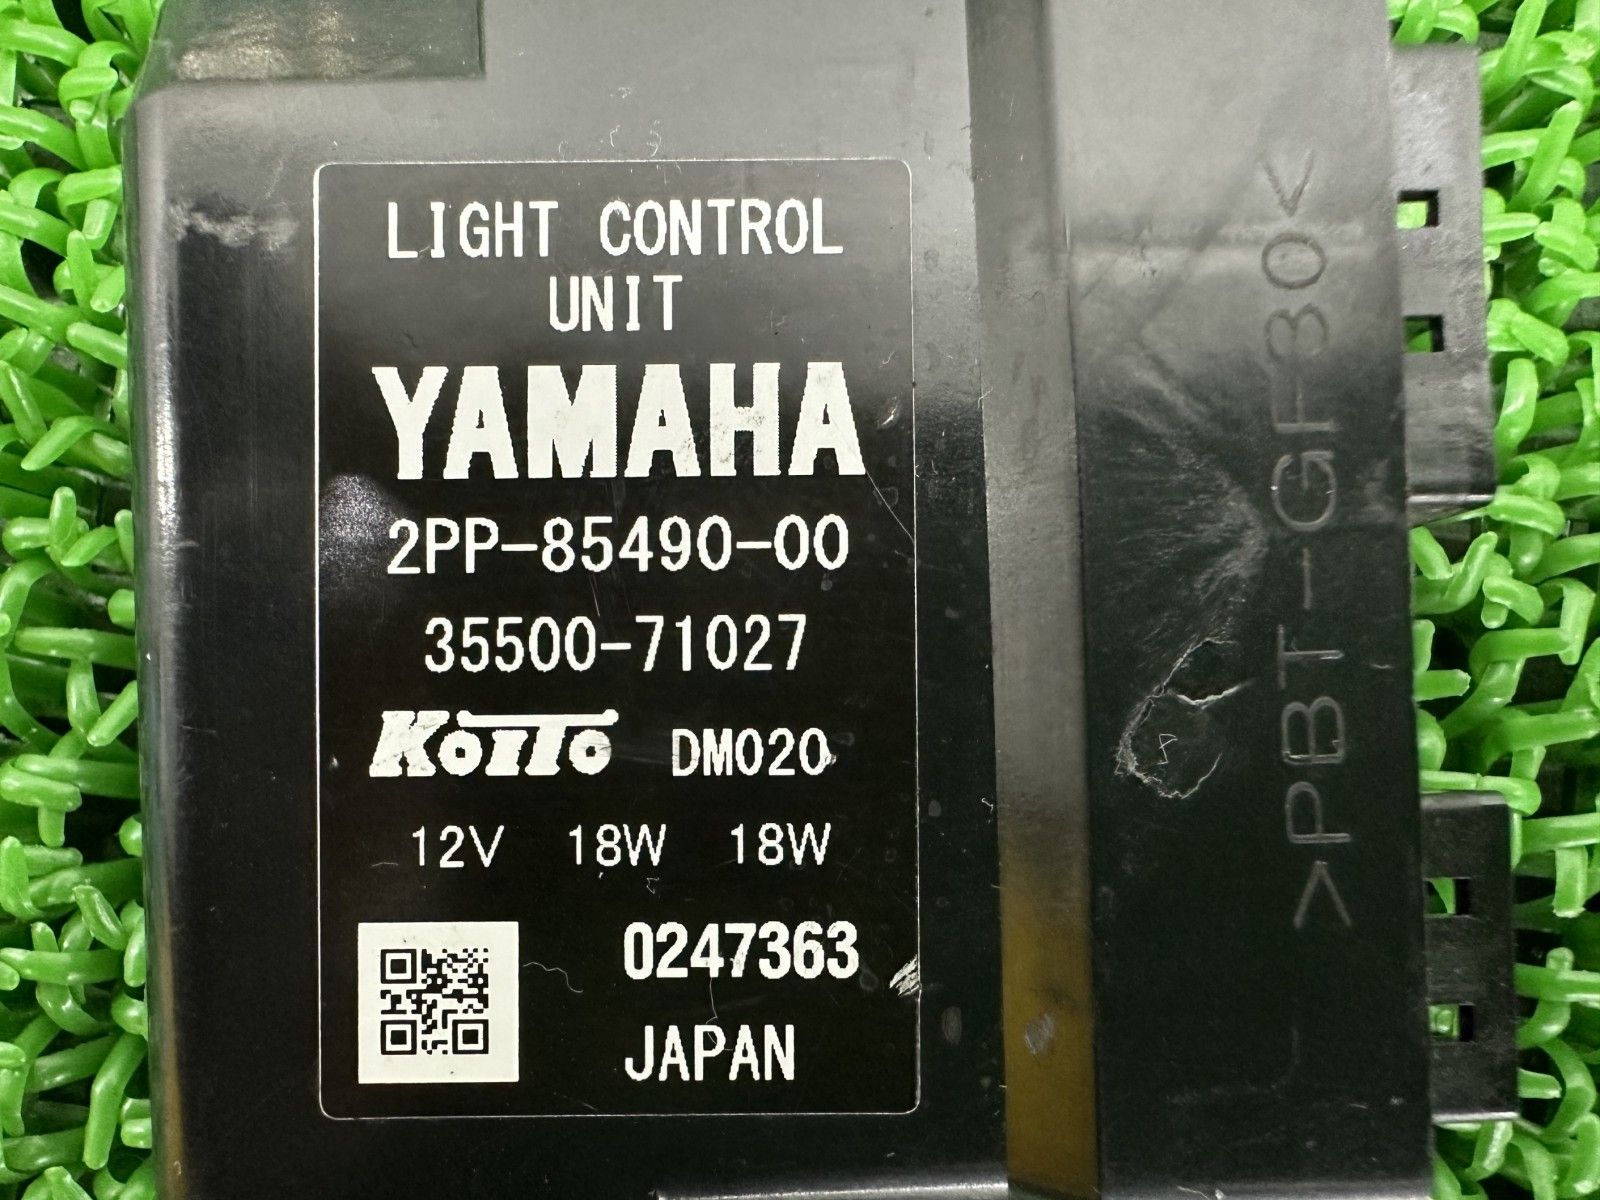 LIGHT CONTROL
UNIT
YAMAHA
2PP-85490-00
35500-71027
KOITO DM020
12V 18W 18W
0247363
JAPAN
>PBT-GF30<